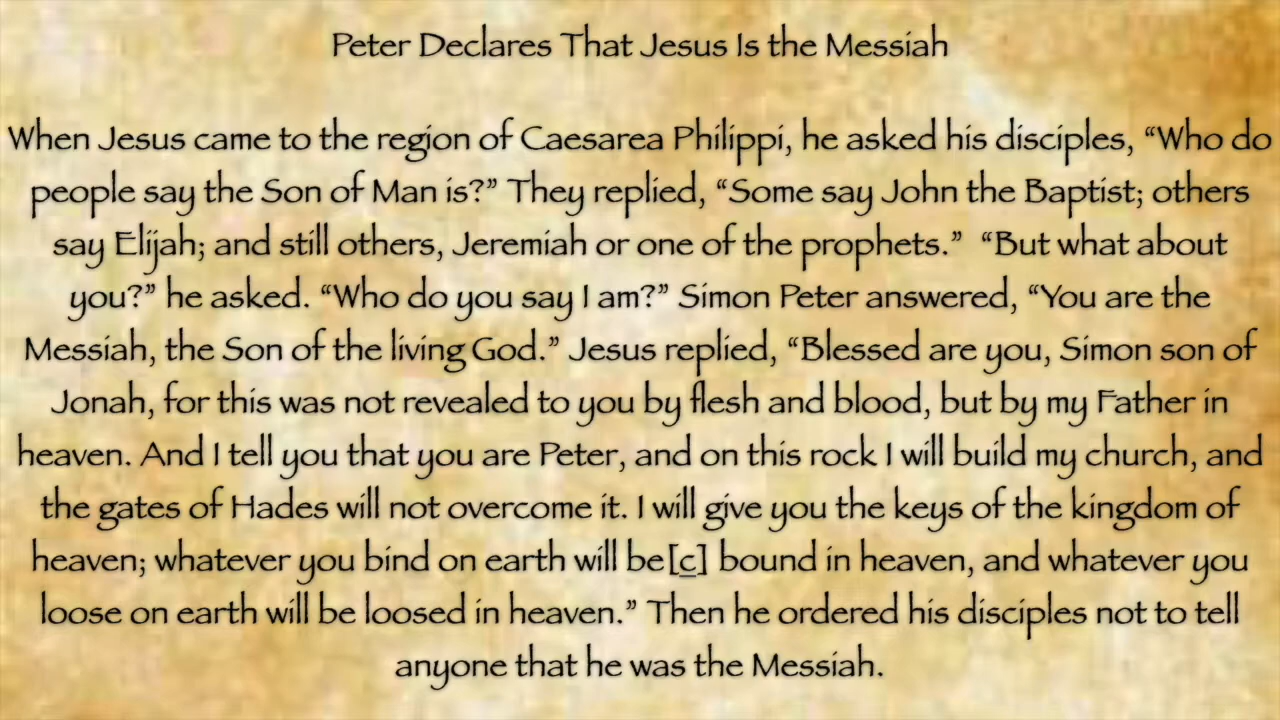 Peter Declares That Jesus Is the Messiah
When Jesus came to the region of Caesarea Philippi, he asked his disciples, “Who do
people say the Son of Man is?” They replied, “Some say John the Baptist; others
say Elijah; and still others, Jeremiah or one of the prophets.”  “But what about
you?” he asked. “Who do you say I am?” Simon Peter answered, “You are the
Messiah, the Son of the living God.” Jesus replied, “Blessed are you, Simon son of
Jonah, for this was not revealed to you by flesh and blood, but by my Father in
heaven. And I tell you that you are Peter, and on this rock I will build my church, and
the gates of Hades will not overcome it. I will give you the keys of the kingdom of
heaven; whatever you bind on earth will be[c] bound in heaven, and whatever you
loose on earth will be loosed in heaven.” Then he ordered his disciples not to tell
anyone that he was the Messiah.